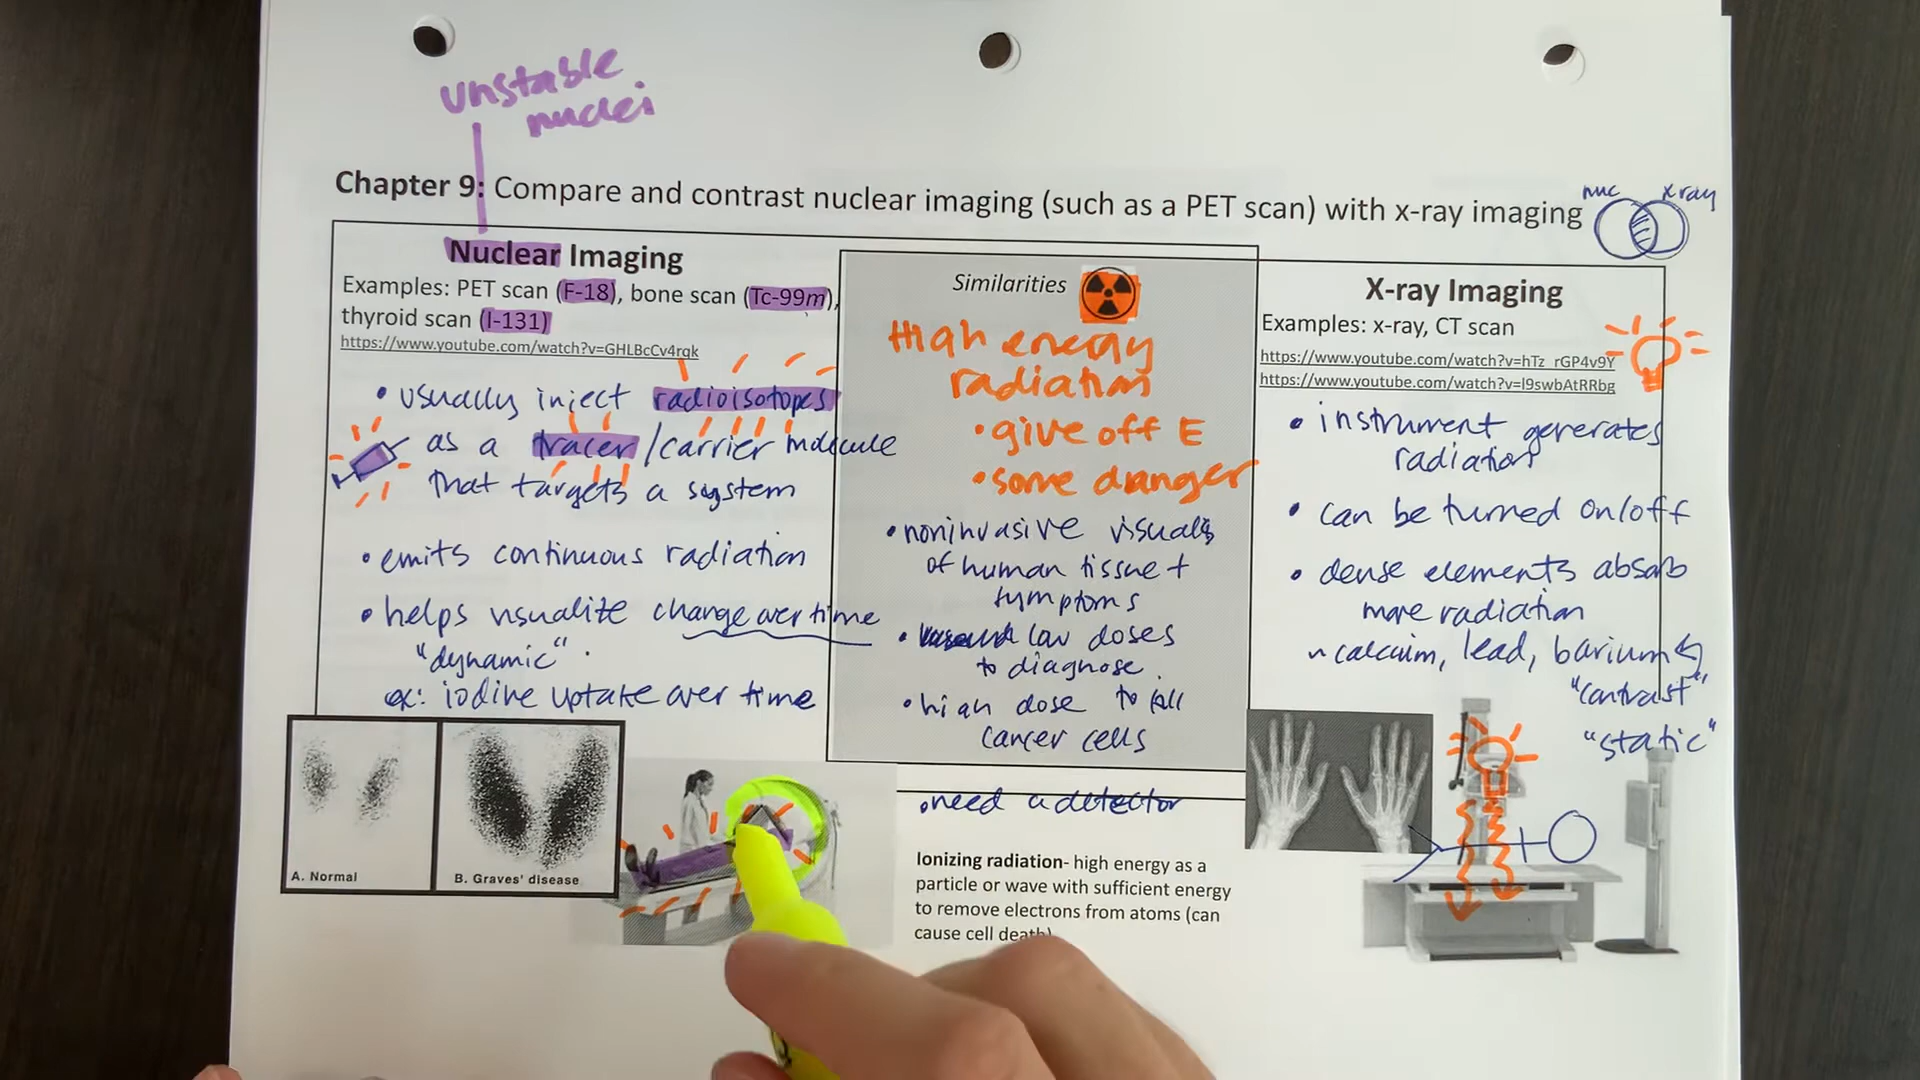 unstable
nuclei
Chapter 9: Compare and contrast nuclear imaging (such as a PET scan) with x-ray imaging
nuc xray
Nuclear Imaging
Examples: PET scan (F-18), bone scan (Tc-99m),
thyroid scan (I-131)
https://www.youtube.com/watch?v=GHLBcCv4rqk
• usually inject radioisotopes
as a tracer/carrier molecule
that targets a system
• emits continuous radiation
• helps visualize change over time
"dynamic"
ex: iodine uptake over time
A. Normal
B. Graves' disease
Similarities
High energy
radiation
• give off E
• some danger
• noninvasive visuals
of human tissue +
symptoms
• low doses
to diagnose.
• high dose to kill
cancer cells
• need a detector
Ionizing radiation- high energy as a
particle or wave with sufficient energy
to remove electrons from atoms (can
cause cell death)
X-ray Imaging
Examples: x-ray, CT scan
https://www.youtube.com/watch?v=hTz_rGP4v9Y
https://www.youtube.com/watch?v=l9swbAtRRbg
• instrument generates
radiation
• can be turned on/off
• dense elements absorb
more radiation
~ calcium, lead, barium
"contrast"
"static"